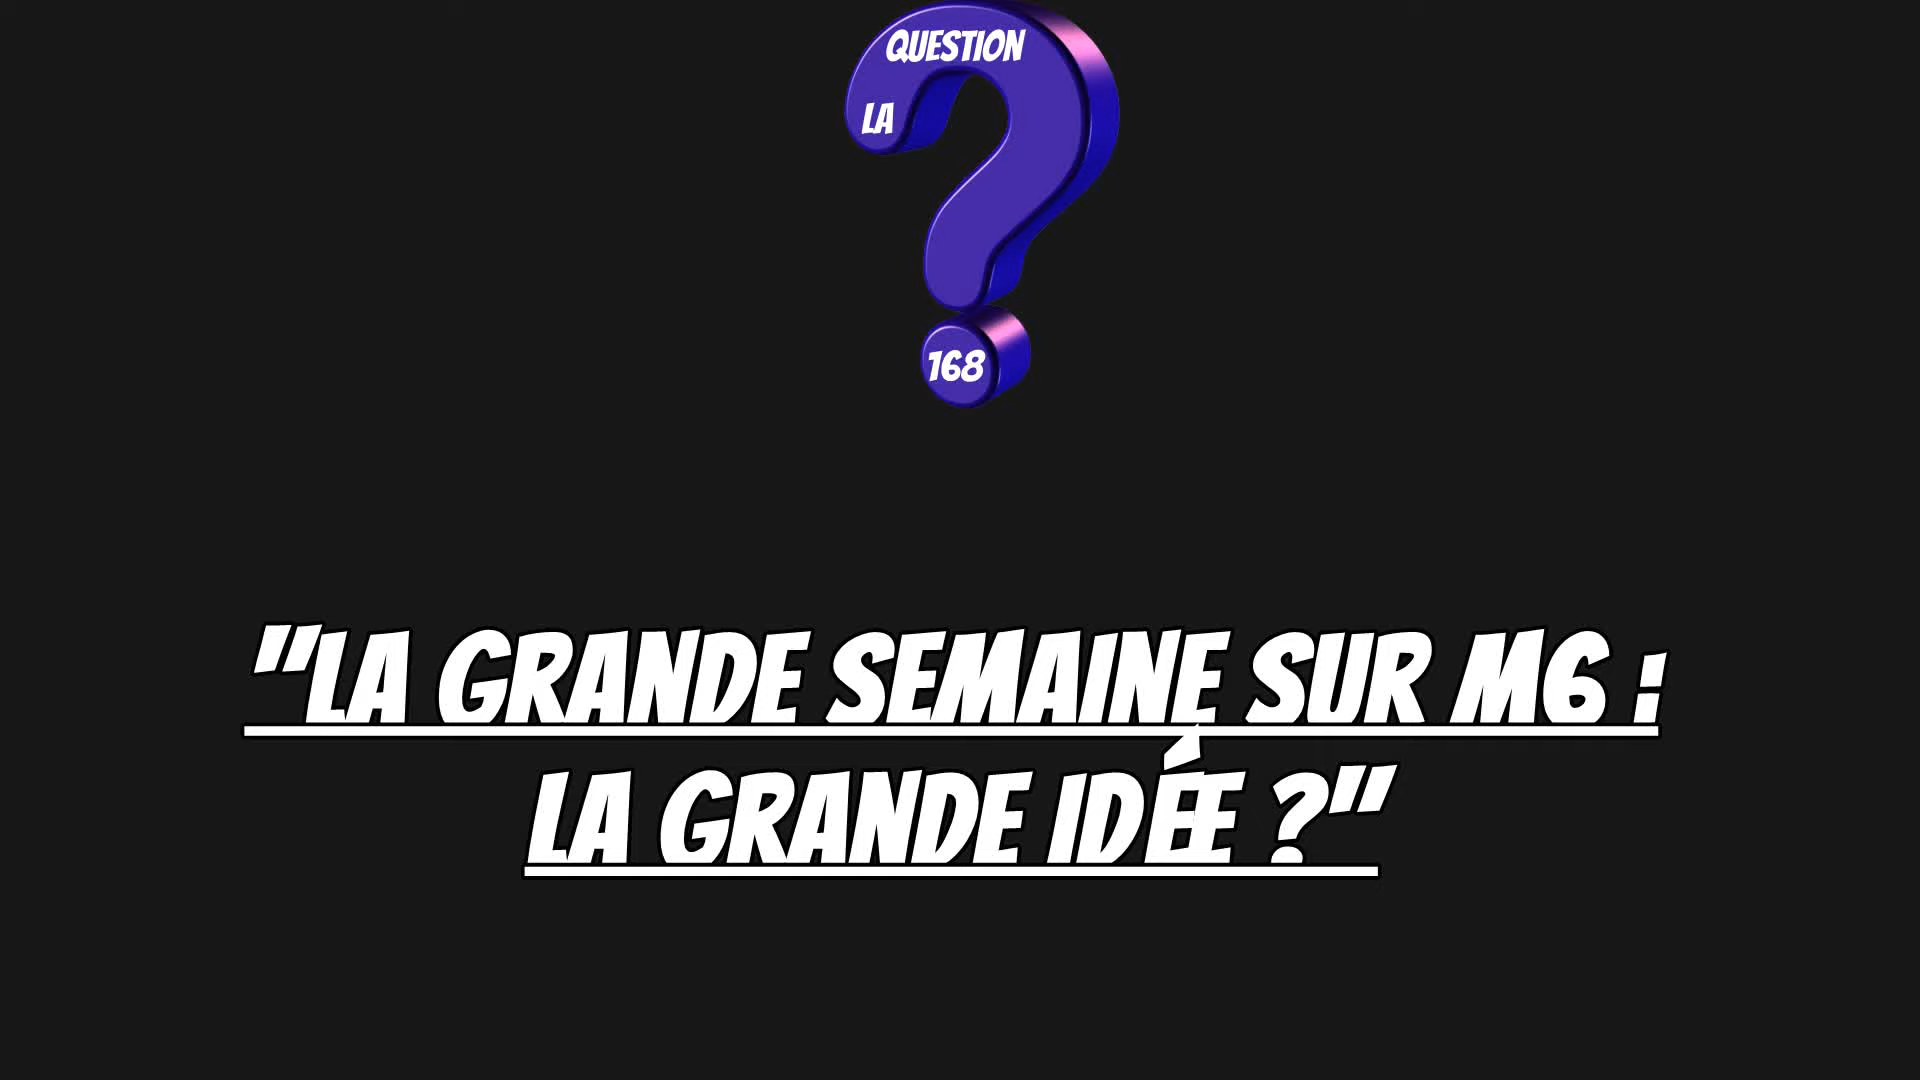 QUESTION
LA
168
"LA GRANDE SEMAINE SUR M6 :
LA GRANDE IDÉE ?"